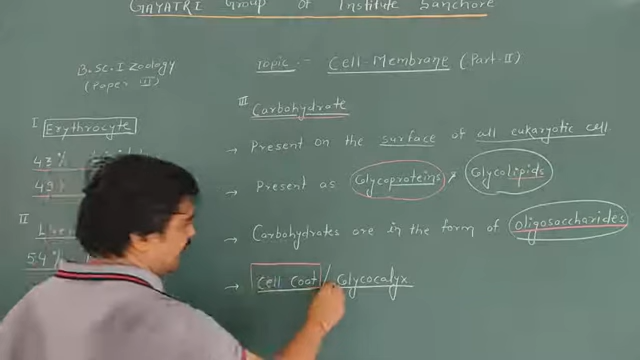 GAYATRI Group of Institute Sanchore
B.SC.I Zoology
(Paper III)
Topic :- Cell-Membrane (Part-II)
I Erythrocyte
43%
49
II
54%
III Carbohydrate
→ Present on the surface of all eukaryotic cell.
→ Present as Glycoproteins & Glycolipids
→ Carbohydrates are in the form of oligosaccharides
→ Cell Coat / Glycocalyx